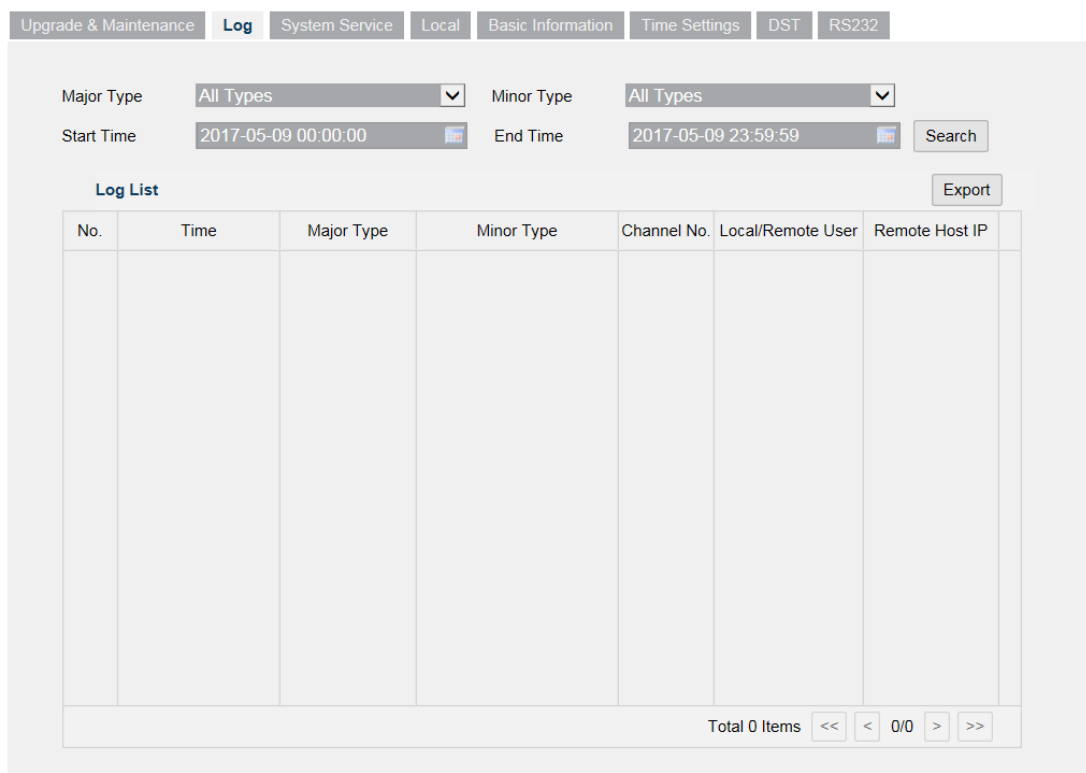 Upgrade & Maintenance Log System Service Local Basic Information Time Settings DST RS232
Major Type All Types Minor Type All Types
Start Time 2017-05-09 00:00:00 End Time 2017-05-09 23:59:59 Search
Log List Export
No. Time Major Type Minor Type Channel No. Local/Remote User Remote Host IP
Total 0 Items << < 0/0 > >>